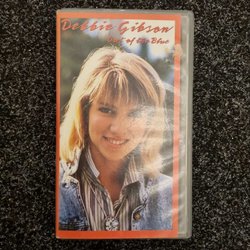 Debbie Gibson
Out of the Blue